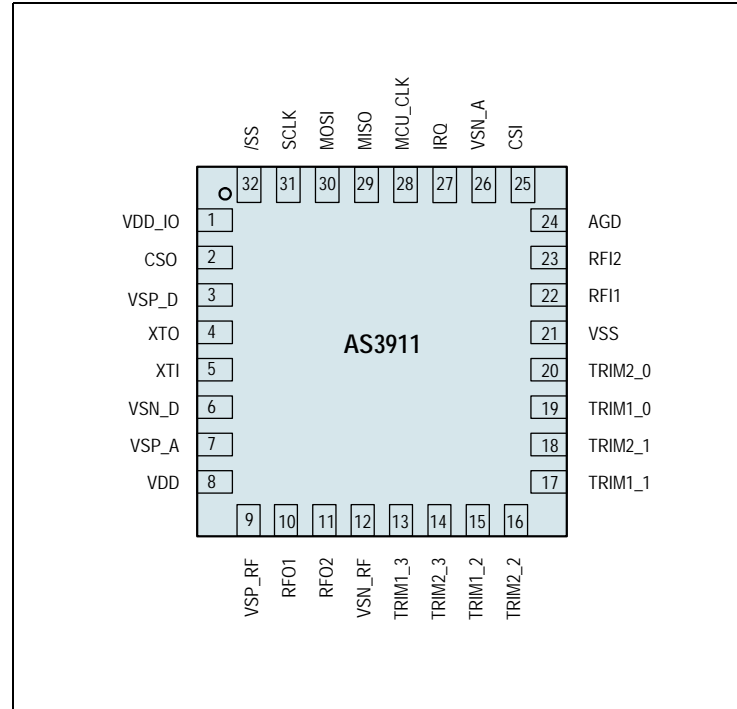 /SS
SCLK
MOSI
MISO
MCU_CLK
IRQ
VSN_A
CSI
32
31
30
29
28
27
26
25
VDD_IO 1
CSO 2
VSP_D 3
XTO 4
XTI 5
VSN_D 6
VSP_A 7
VDD 8
AS3911
24 AGD
23 RFI2
22 RFI1
21 VSS
20 TRIM2_0
19 TRIM1_0
18 TRIM2_1
17 TRIM1_1
9
10
11
12
13
14
15
16
VSP_RF
RFO1
RFO2
VSN_RF
TRIM1_3
TRIM2_3
TRIM1_2
TRIM2_2